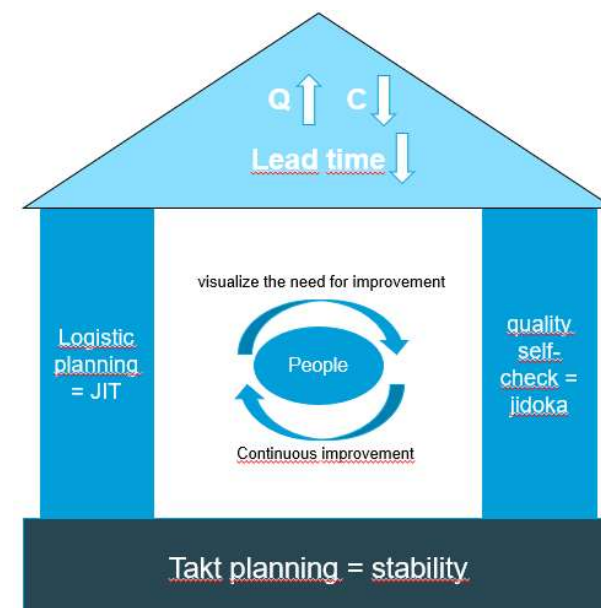 Q C
Lead time
visualize the need for improvement
Logistic
planning
= JIT
People
quality
self-
check =
jidoka
Continuous improvement
Takt planning = stability